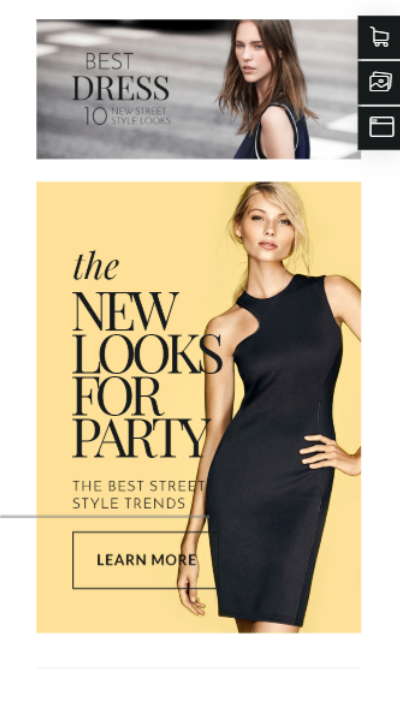 BEST
DRESS
10 NEW STREET
STYLE LOOKS
the
NEW
LOOKS
FOR
PARTY
THE BEST STREET
STYLE TRENDS
LEARN MORE